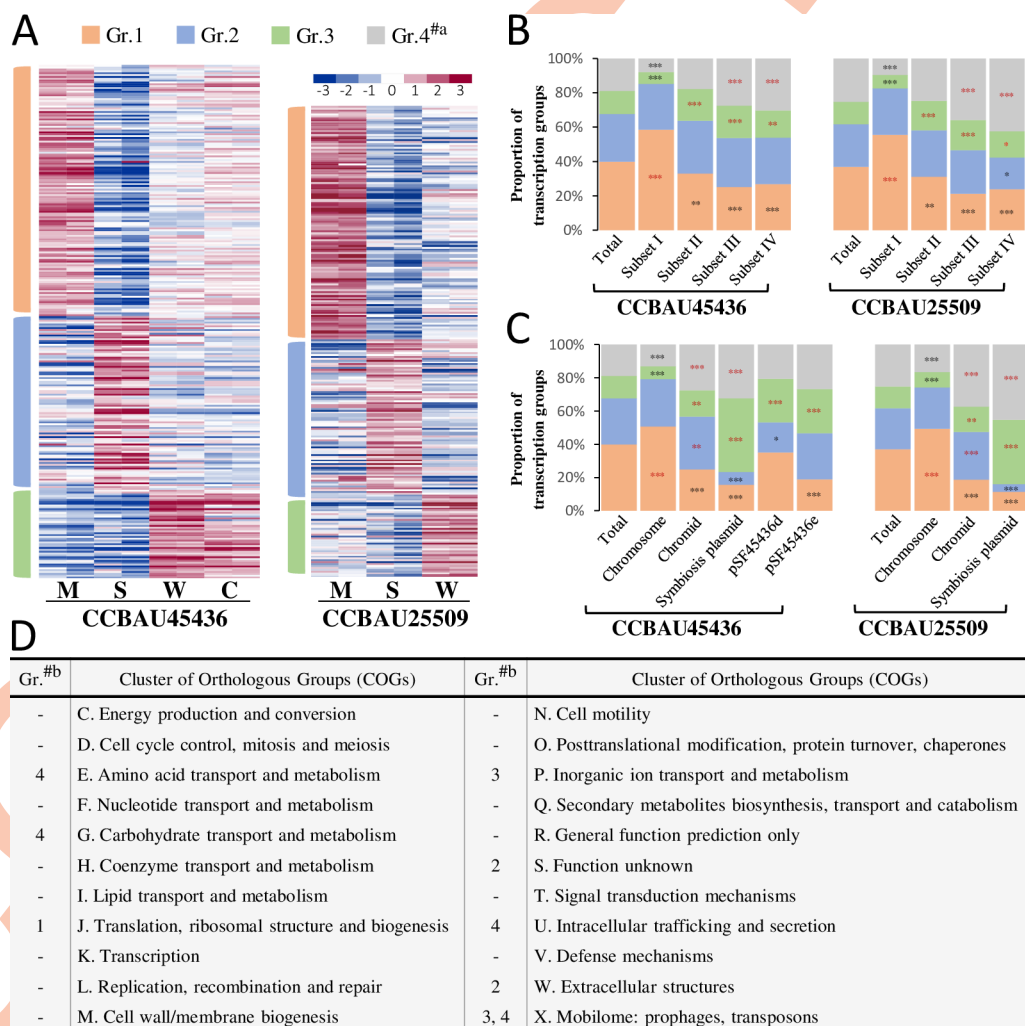 A
Gr.1
Gr.2
Gr.3
Gr.4#a
-3 -2 -1 0 1 2 3
M S W C
CCBAU45436
M S W
CCBAU25509
B
Proportion of
transcription groups
100%
80%
60%
40%
20%
0%
*** *** *** *** ***
*** *** *** **
*** ** *** ***
Total
Subset I
Subset II
Subset III
Subset IV
CCBAU45436
*** *** ***
*** *** *** *
*
*** ** *** ***
Total
Subset I
Subset II
Subset III
Subset IV
CCBAU25509
C
Proportion of
transcription groups
100%
80%
60%
40%
20%
0%
*** *** ***
*** ** *** *** ***
** *** *
*** *** *** ***
Total
Chromosome
Chromid
Symbiosis plasmid
pSF45436d
pSF45436e
CCBAU45436
*** *** ***
*** ** ***
*** ***
*** *** ***
Total
Chromosome
Chromid
Symbiosis plasmid
CCBAU25509
D
Gr.#b Cluster of Orthologous Groups (COGs) Gr.#b Cluster of Orthologous Groups (COGs)
- C. Energy production and conversion - N. Cell motility
- D. Cell cycle control, mitosis and meiosis - O. Posttranslational modification, protein turnover, chaperones
4 E. Amino acid transport and metabolism 3 P. Inorganic ion transport and metabolism
- F. Nucleotide transport and metabolism - Q. Secondary metabolites biosynthesis, transport and catabolism
4 G. Carbohydrate transport and metabolism - R. General function prediction only
- H. Coenzyme transport and metabolism 2 S. Function unknown
- I. Lipid transport and metabolism - T. Signal transduction mechanisms
1 J. Translation, ribosomal structure and biogenesis 4 U. Intracellular trafficking and secretion
- K. Transcription - V. Defense mechanisms
- L. Replication, recombination and repair 2 W. Extracellular structures
- M. Cell wall/membrane biogenesis 3, 4 X. Mobilome: prophages, transposons